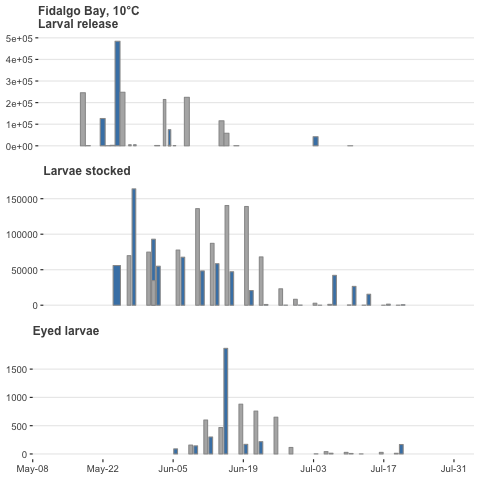 Fidalgo Bay, 10°C
Larval release
5e+05
4e+05
3e+05
2e+05
1e+05
0e+00
Larvae stocked
150000
100000
50000
0
Eyed larvae
1500
1000
500
0
May-08 May-22 Jun-05 Jun-19 Jul-03 Jul-17 Jul-31